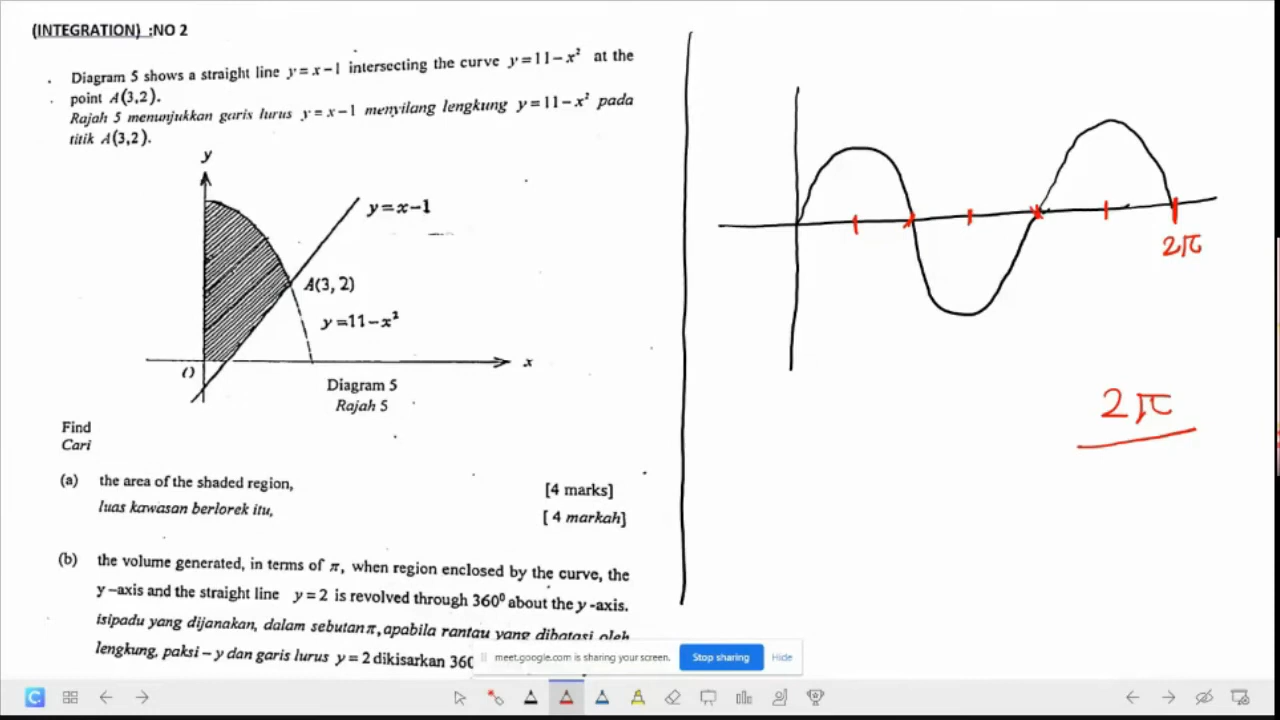 (INTEGRATION) :NO 2
Diagram 5 shows a straight line y = x − 1 intersecting the curve y = 11 − x² at the
point A(3,2).
Rajah 5 menunjukkan garis lurus y = x − 1 menyilang lengkung y = 11 − x² pada
titik A(3,2).
y
y = x − 1
A(3, 2)
y = 11 − x²
O
x
Diagram 5
Rajah 5
Find
Cari
(a) the area of the shaded region,
[4 marks]
luas kawasan berlorek itu,
[4 markah]
(b) the volume generated, in terms of π, when region enclosed by the curve, the
y-axis and the straight line y = 2 is revolved through 360⁰ about the y-axis.
isipadu yang dijanakan, dalam sebutan π, apabila rantau yang dibatasi oleh
lengkung, paksi – y dan garis lurus y = 2 dikisarkan 360
2π
2π
meet.google.com is sharing your screen.
Stop sharing
Hide